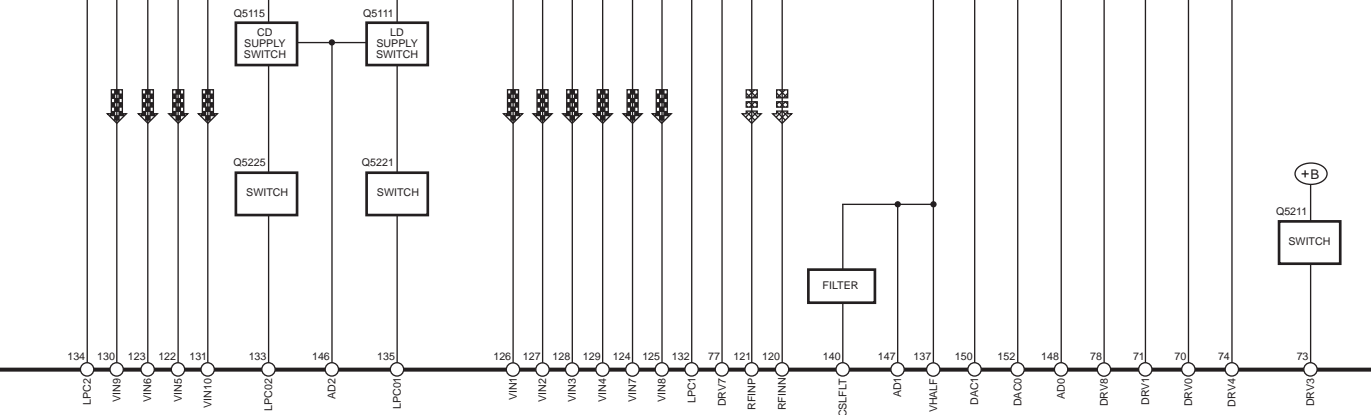 Q5115
CD
SUPPLY
SWITCH
Q5111
LD
SUPPLY
SWITCH
Q5225
SWITCH
Q5221
SWITCH
+B
Q5211
SWITCH
FILTER
134 130 123 122 131 133 146 135 126 127 128 129 124 125 132 77 121 120 140 147 137 150 152 148 78 71 70 74 73
LPC2
VIN9
VIN6
VIN5
VIN10
LPC02
AD2
LPC01
VIN1
VIN2
VIN3
VIN4
VIN7
VIN8
LPC1
DRV7
RFINP
RFINN
CSLFLT
AD1
VHALF
DAC1
DAC0
AD0
DRV8
DRV1
DRV0
DRV4
DRV3